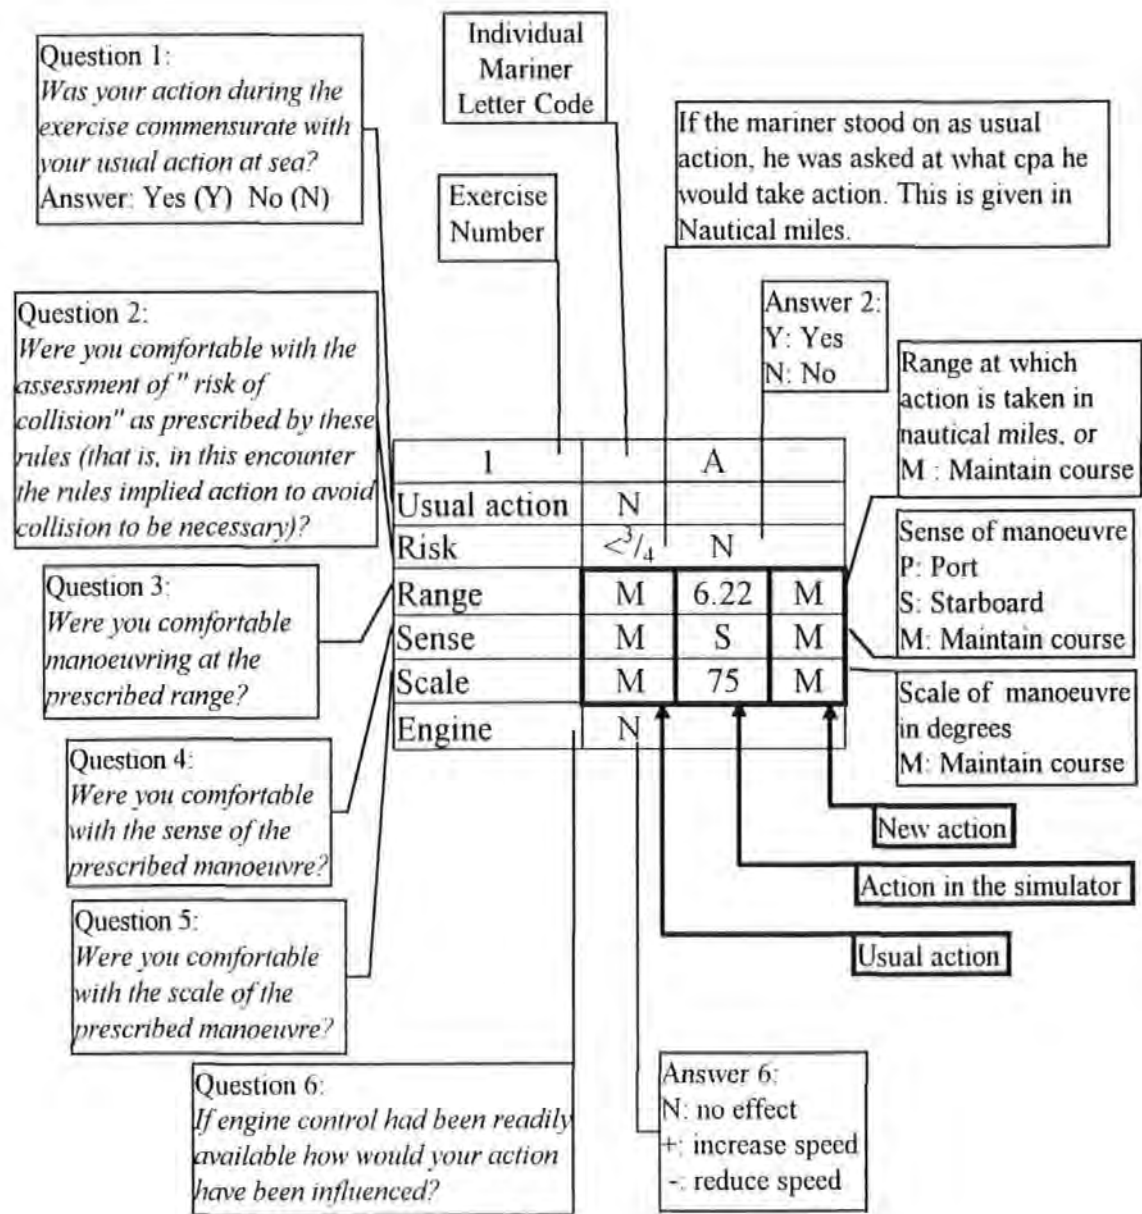 Question 1:
Was your action during the
exercise commensurate with
your usual action at sea?
Answer: Yes (Y) No (N)
Individual
Mariner
Letter Code
Exercise
Number
If the mariner stood on as usual
action, he was asked at what cpa he
would take action. This is given in
Nautical miles.
Question 2:
Were you comfortable with the
assessment of " risk of
collision" as prescribed by these
rules (that is, in this encounter
the rules implied action to avoid
collision to be necessary)?
Answer 2:
Y: Yes
N: No
Range at which
action is taken in
nautical miles, or
M : Maintain course
Sense of manoeuvre
P: Port
S: Starboard
M: Maintain course
Scale of manoeuvre
in degrees
M: Maintain course
1 A
Usual action N
Risk <3/4 N
Range M 6.22 M
Sense M S M
Scale M 75 M
Engine N
Question 3:
Were you comfortable
manoeuvring at the
prescribed range?
Question 4:
Were you comfortable
with the sense of the
prescribed manoeuvre?
Question 5:
Were you comfortable
with the scale of the
prescribed manoeuvre?
New action
Action in the simulator
Usual action
Question 6:
If engine control had been readily
available how would your action
have been influenced?
Answer 6:
N: no effect
+: increase speed
-: reduce speed